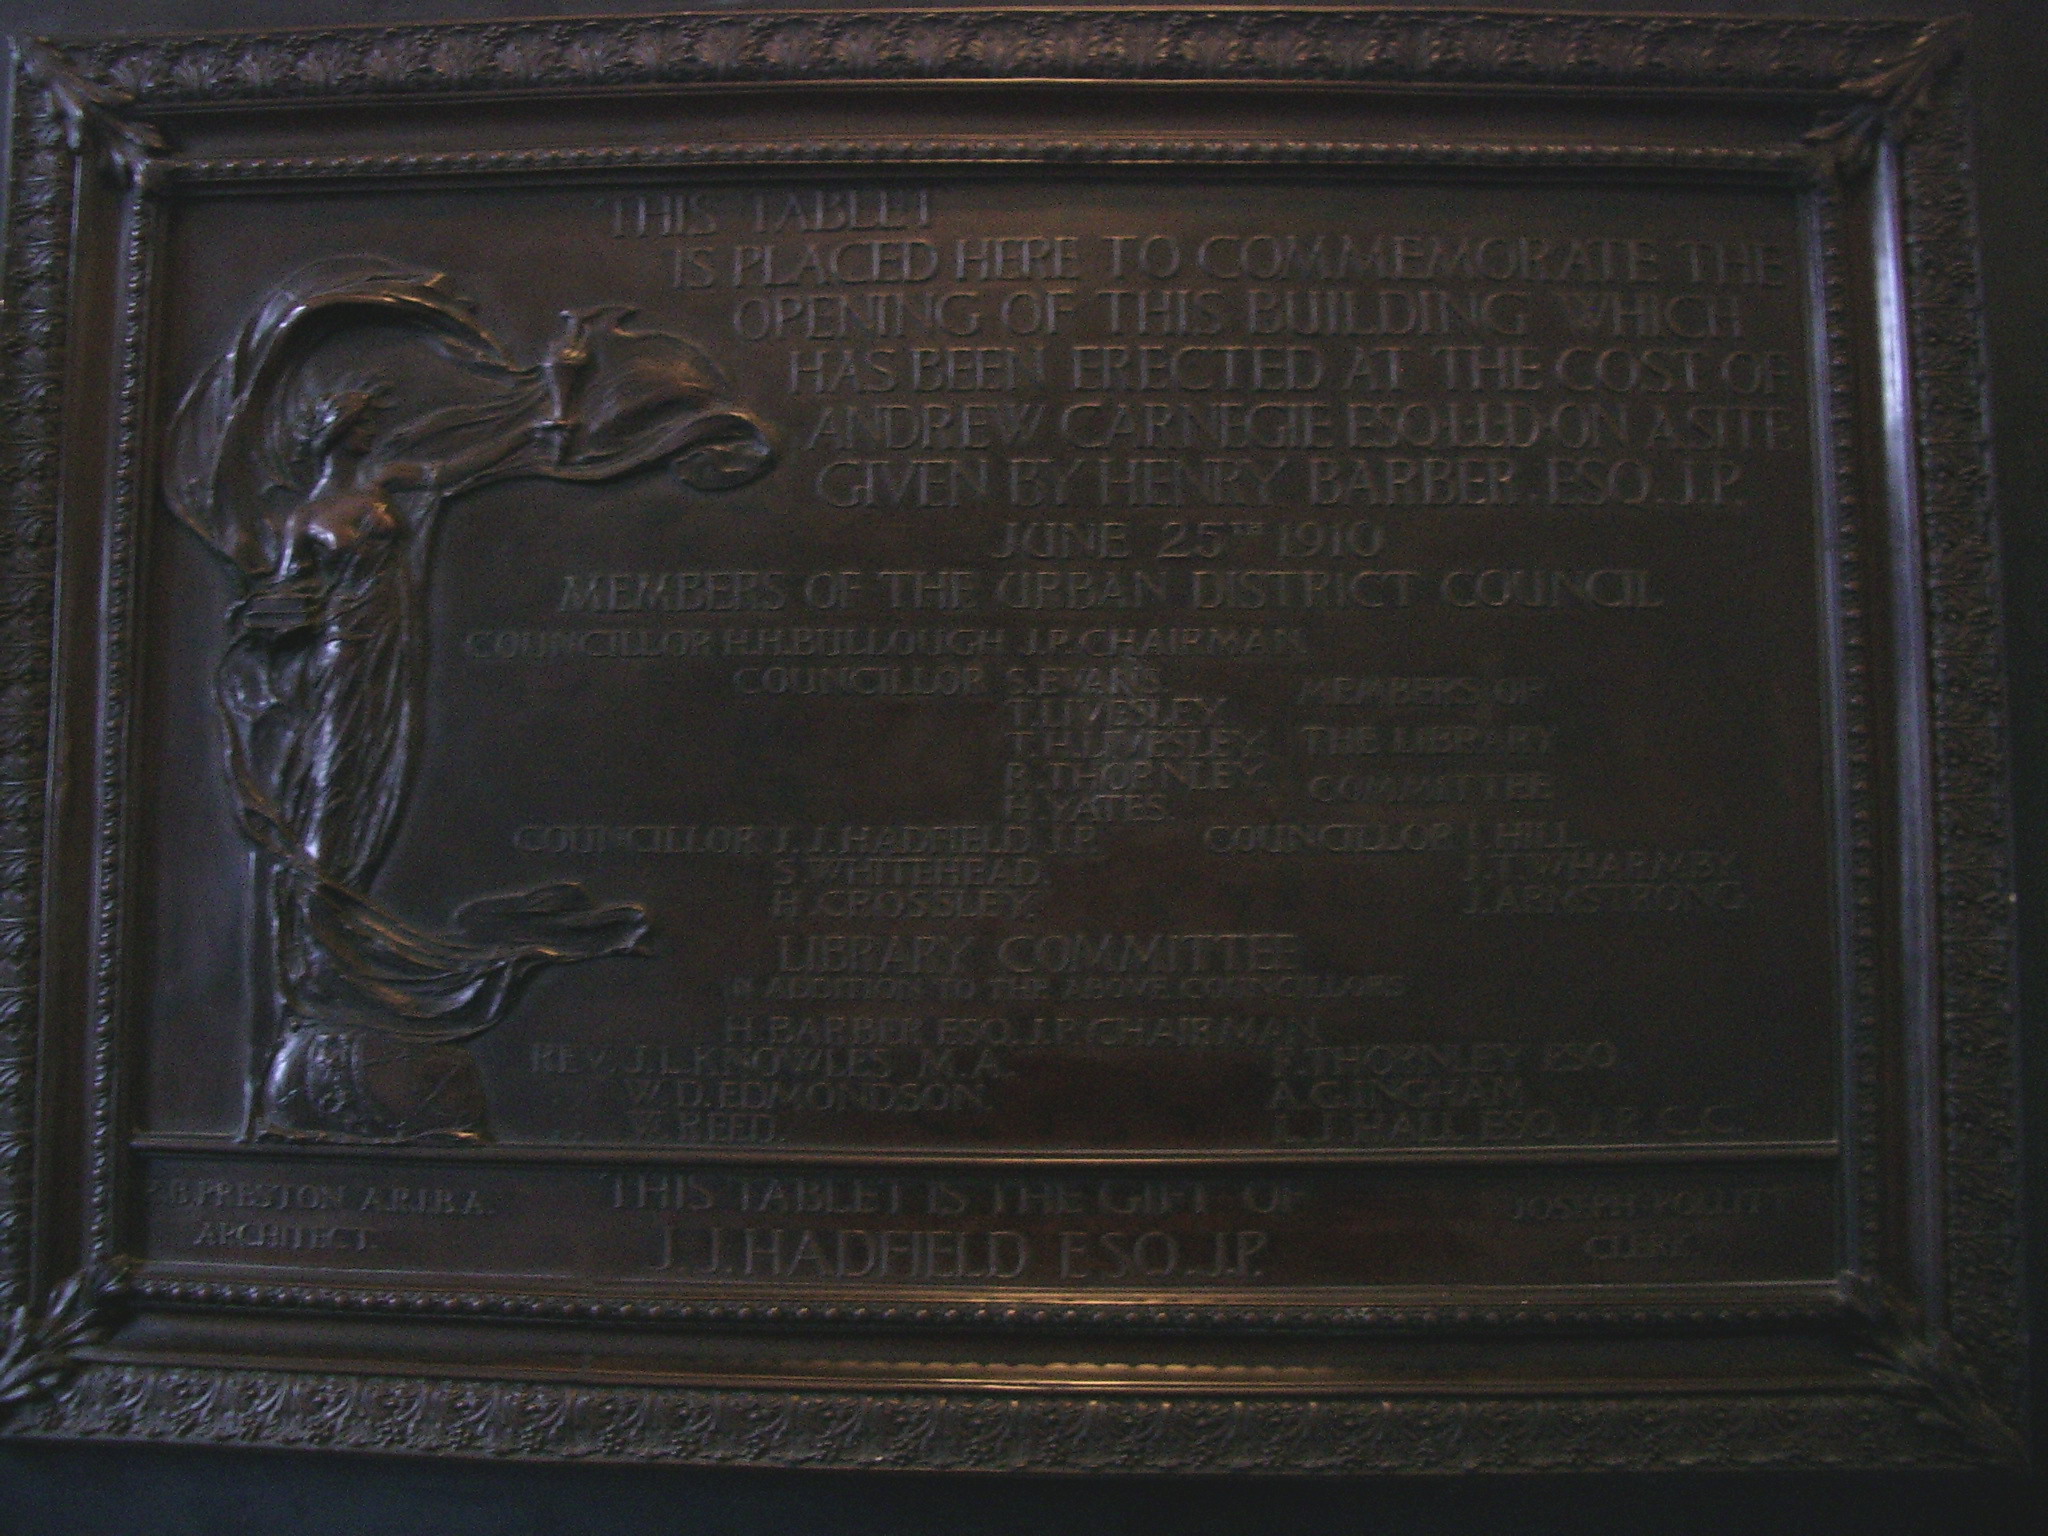 THIS TABLET
IS PLACED HERE TO COMMEMORATE THE
OPENING OF THIS BUILDING WHICH
HAS BEEN ERECTED AT THE COST OF
ANDREW CARNEGIE ESQ·LL·D·ON A SITE
GIVEN BY HENRY BARBER. ESQ. J.P.
JUNE 25TH 1910
MEMBERS OF THE URBAN DISTRICT COUNCIL
COUNCILLOR H.H.BULLOUGH J.P. CHAIRMAN
COUNCILLOR S.EVANS. MEMBERS OF
T.LIVESLEY.
T.H.LIVESLEY. THE LIBRARY
R.THORNLEY. COMMITTEE
H.YATES.
COUNCILLOR J.J.HADFIELD J.P. COUNCILLOR J.HILL.
S.WHITEHEAD. J.T.WHARMBY.
H.CROSSLEY. J.ARMSTRONG.
LIBRARY COMMITTEE
IN ADDITION TO THE ABOVE COUNCILLORS
H.BARBER ESQ. J.P. CHAIRMAN
REV. J.L.KNOWLES M.A. THORNLEY ESQ.
W.D.EDMONDSON. A.G.INGHAM
W.REED. L.J.HALL ESQ. J.P. C.C.
PRESTON A.R.I.B.A. THIS TABLET IS THE GIFT OF JOSEPH POLLITT
ARCHITECT. J.J.HADFIELD ESQ. J.P. CLERK